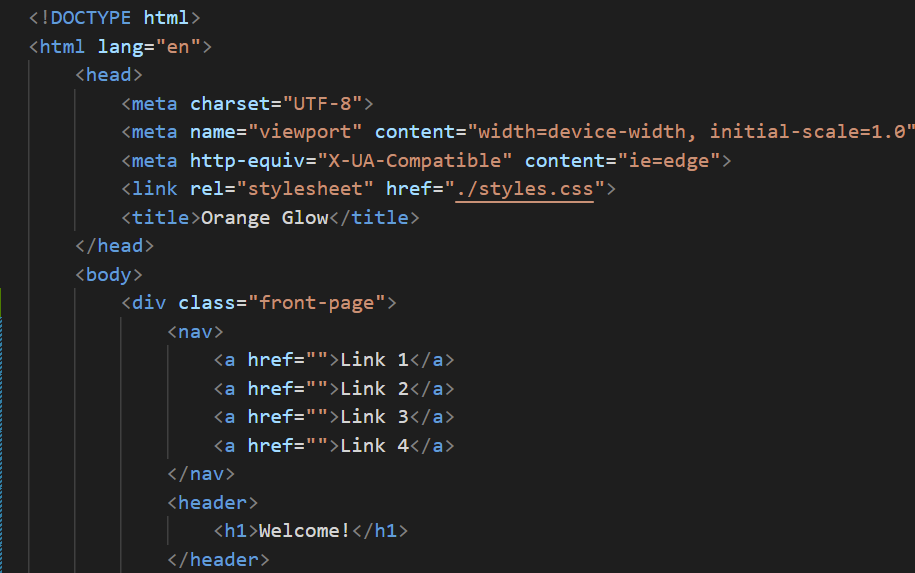 <!DOCTYPE html>
<html lang="en">
<head>
<meta charset="UTF-8">
<meta name="viewport" content="width=device-width, initial-scale=1.0"
<meta http-equiv="X-UA-Compatible" content="ie=edge">
<link rel="stylesheet" href="./styles.css">
<title>Orange Glow</title>
</head>
<body>
<div class="front-page">
<nav>
<a href="">Link 1</a>
<a href="">Link 2</a>
<a href="">Link 3</a>
<a href="">Link 4</a>
</nav>
<header>
<h1>Welcome!</h1>
</header>